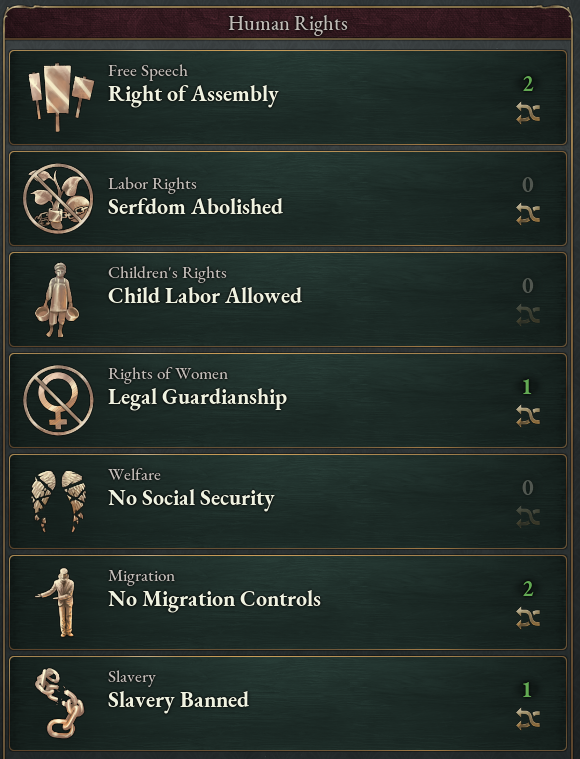 Human Rights
Free Speech
Right of Assembly
2
Labor Rights
Serfdom Abolished
0
Children's Rights
Child Labor Allowed
0
Rights of Women
Legal Guardianship
1
Welfare
No Social Security
0
Migration
No Migration Controls
2
Slavery
Slavery Banned
1